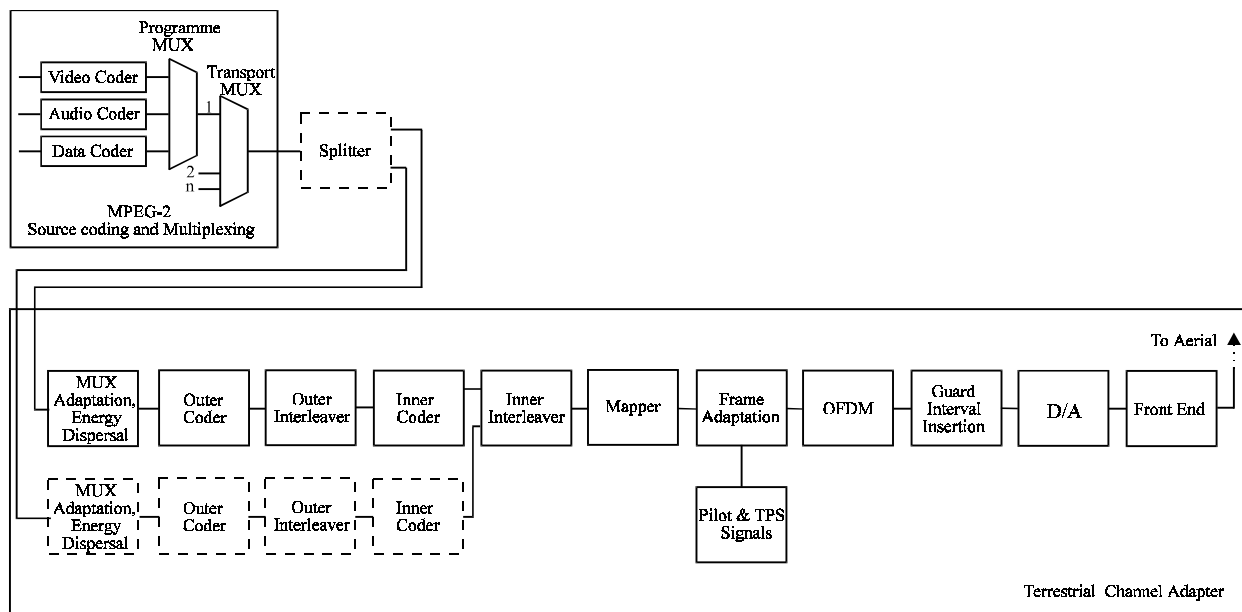 Programme
MUX
Video Coder
Transport
MUX
Audio Coder
1
Data Coder
Splitter
2
n
MPEG-2
Source coding and Multiplexing
To Aerial
MUX
Adaptation,
Energy
Dispersal
Outer
Coder
Outer
Interleaver
Inner
Coder
Inner
Interleaver
Mapper
Frame
Adaptation
OFDM
Guard
Interval
Insertion
D/A
Front End
MUX
Adaptation,
Energy
Dispersal
Outer
Coder
Outer
Interleaver
Inner
Coder
Pilot & TPS
Signals
Terrestrial Channel Adapter